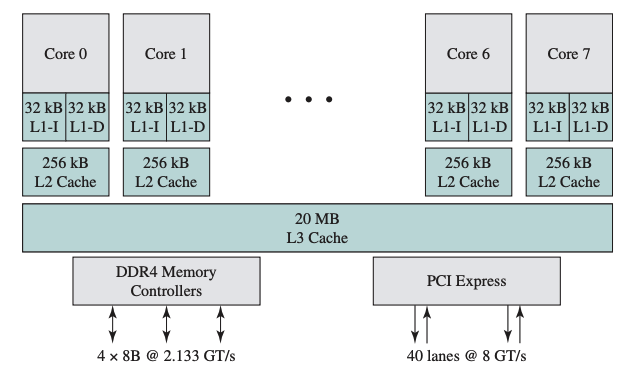 Core 0
Core 1
Core 6
Core 7
32 kB
L1-I
32 kB
L1-D
32 kB
L1-I
32 kB
L1-D
32 kB
L1-I
32 kB
L1-D
32 kB
L1-I
32 kB
L1-D
256 kB
L2 Cache
256 kB
L2 Cache
256 kB
L2 Cache
256 kB
L2 Cache
20 MB
L3 Cache
DDR4 Memory
Controllers
PCI Express
4 × 8B @ 2.133 GT/s
40 lanes @ 8 GT/s